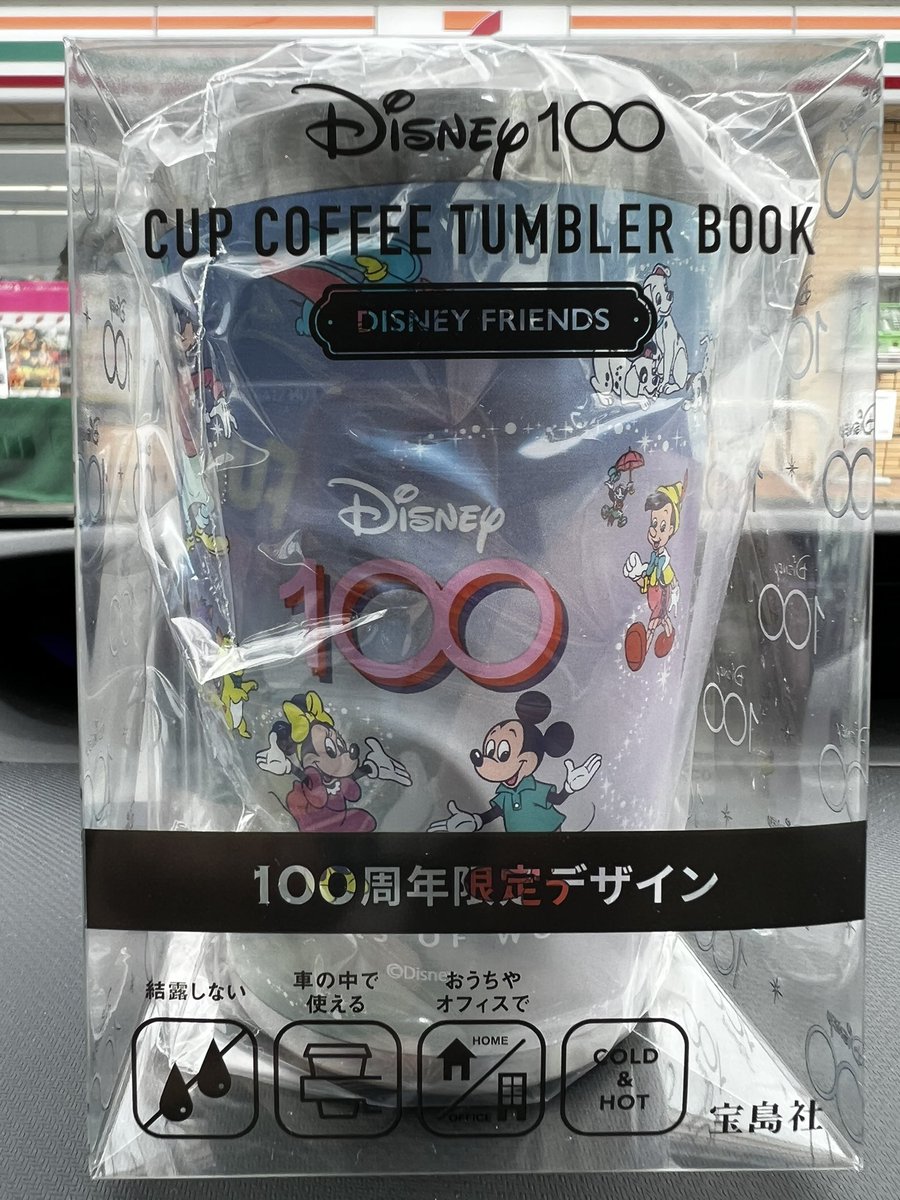 Disney100
CUP COFFEE TUMBLER BOOK
DISNEY FRIENDS
Disney
100
100周年限定デザイン
S OF WO
©Disney
結露しない
車の中で
使える
おうちや
オフィスで
HOME
OFFICE
COLD
&
HOT
宝島社